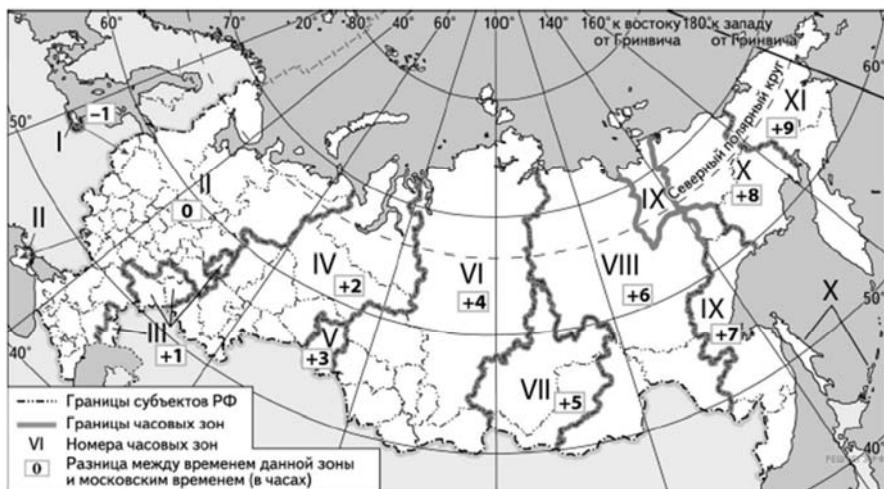 60° 70° 20° 80° 40° 60° 100° 140° 160° к востоку 180° к западу
от Гринвича от Гринвича
60°
50°
I
−1
Северный полярный круг
XI
+9
II
0
IX
X
+8
II
IV
+2
VI
+4
VIII
+6
50°
X
40°
III
+1
V
+3
IX
+7
VII
+5
40°
Границы субъектов РФ
Границы часовых зон
VI Номера часовых зон
0 Разница между временем данной зоны
и московским временем (в часах)